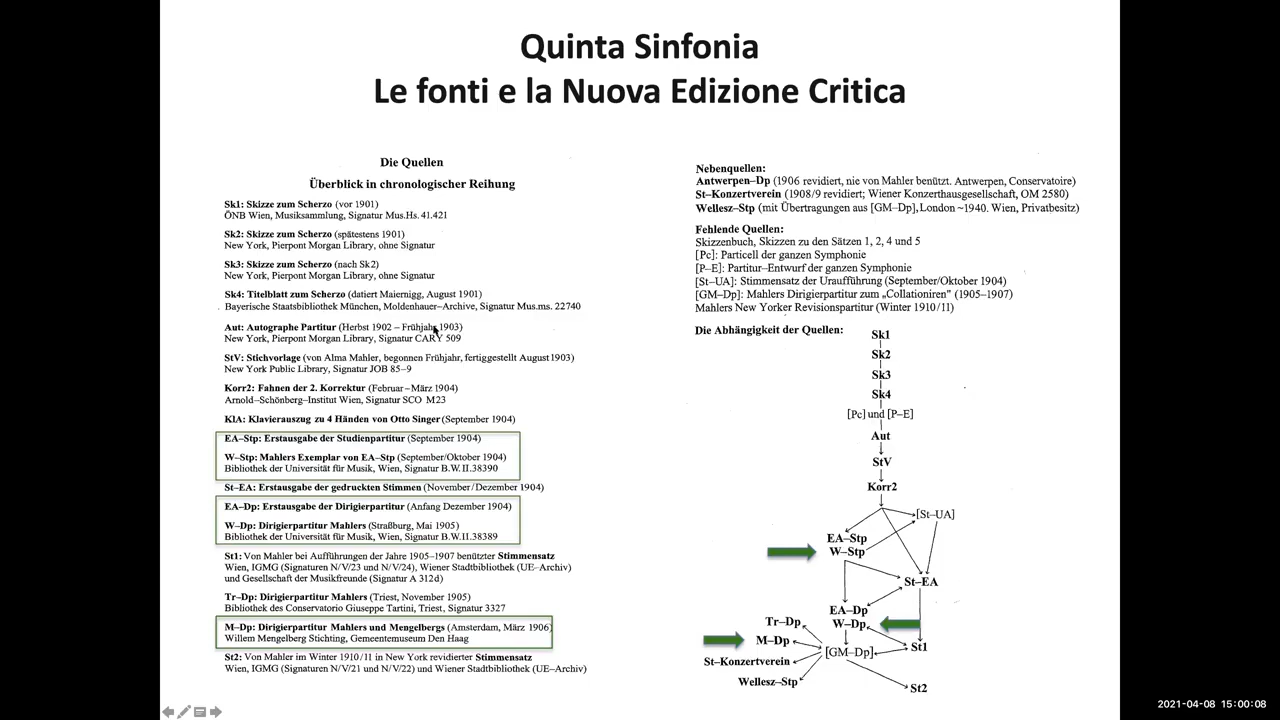 Quinta Sinfonia
Le fonti e la Nuova Edizione Critica
Die Quellen
Überblick in chronologischer Reihung
Sk1: Skizze zum Scherzo (vor 1901)
ÖNB Wien, Musiksammlung, Signatur Mus.Hs. 41.421
Sk2: Skizze zum Scherzo (spätestens 1901)
New York, Pierpont Morgan Library, ohne Signatur
Sk3: Skizze zum Scherzo (nach Sk2)
New York, Pierpont Morgan Library, ohne Signatur
Sk4: Titelblatt zum Scherzo (datiert Maiernigg, August 1901)
Bayerische Staatsbibliothek München, Moldenhauer–Archive, Signatur Mus.ms. 22740
Aut: Autographe Partitur (Herbst 1902 – Frühjahr 1903)
New York, Pierpont Morgan Library, Signatur CARY 509
StV: Stichvorlage (von Alma Mahler, begonnen Frühjahr, fertiggestellt August 1903)
New York Public Library, Signatur JOB 85–9
Korr2: Fahnen der 2. Korrektur (Februar–März 1904)
Arnold–Schönberg–Institut Wien, Signatur SCO M23
KlA: Klavierauszug zu 4 Händen von Otto Singer (September 1904)
EA–Stp: Erstausgabe der Studienpartitur (September 1904)
W–Stp: Mahlers Exemplar von EA–Stp (September/Oktober 1904)
Bibliothek der Universität für Musik, Wien, Signatur B.W.II.38390
St–EA: Erstausgabe der gedruckten Stimmen (November/Dezember 1904)
EA–Dp: Erstausgabe der Dirigierpartitur (Anfang Dezember 1904)
W–Dp: Dirigierpartitur Mahlers (Straßburg, Mai 1905)
Bibliothek der Universität für Musik, Wien, Signatur B.W.II.38389
St1: Von Mahler bei Aufführungen der Jahre 1905–1907 benützter Stimmensatz
Wien, IGMG (Signaturen N/V/23 und N/V/24), Wiener Stadtbibliothek (UE–Archiv)
und Gesellschaft der Musikfreunde (Signatur A 312d)
Tr–Dp: Dirigierpartitur Mahlers (Triest, November 1905)
Bibliothek des Conservatorio Giuseppe Tartini, Triest, Signatur 3327
M–Dp: Dirigierpartitur Mahlers und Mengelbergs (Amsterdam, März 1906)
Willem Mengelberg Stichting, Gemeentemuseum Den Haag
St2: Von Mahler im Winter 1910/11 in New York revidierter Stimmensatz
Wien, IGMG (Signaturen N/V/21 und N/V/22) und Wiener Stadtbibliothek (UE–Archiv)
Nebenquellen:
Antwerpen–Dp (1906 revidiert, nie von Mahler benützt. Antwerpen, Conservatoire)
St–Konzertverein (1908/9 revidiert; Wiener Konzerthausgesellschaft, OM 2580)
Wellesz–Stp (mit Übertragungen aus [GM–Dp], London ~1940. Wien, Privatbesitz)
Fehlende Quellen:
Skizzenbuch, Skizzen zu den Sätzen 1, 2, 4 und 5
[Pc]: Particell der ganzen Symphonie
[P–E]: Partitur–Entwurf der ganzen Symphonie
[St–UA]: Stimmensatz der Uraufführung (September/Oktober 1904)
[GM–Dp]: Mahlers Dirigierpartitur zum „Collationiren" (1905–1907)
Mahlers New Yorker Revisionspartitur (Winter 1910/11)
Die Abhängigkeit der Quellen:
Sk1
Sk2
Sk3
Sk4
[Pc] und [P–E]
Aut
StV
Korr2
[St–UA]
EA–Stp
W–Stp
St–EA
EA–Dp
W–Dp
Tr–Dp
M–Dp
St1
[GM–Dp]
St–Konzertverein
Wellesz–Stp
St2
2021-04-08 15:00:08